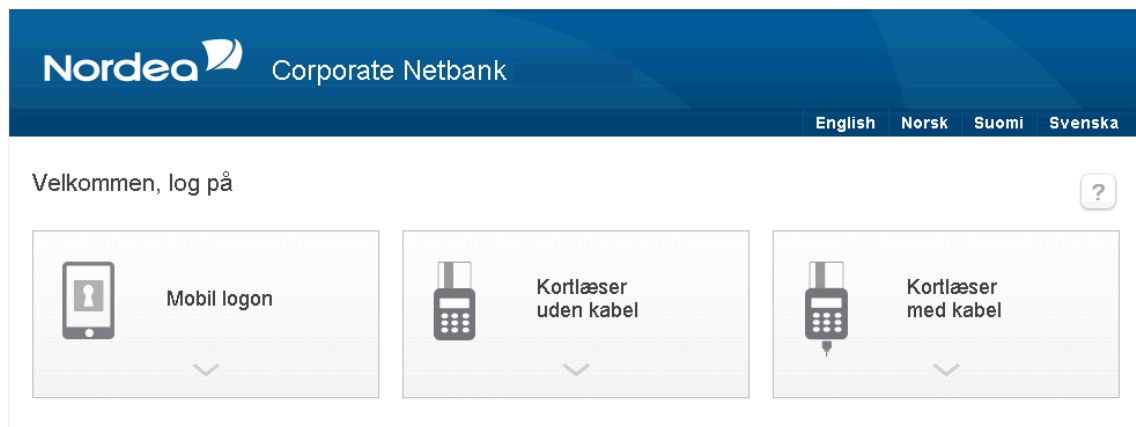 Nordea Corporate Netbank
English Norsk Suomi Svenska
Velkommen, log på
?
Mobil logon
Kortlæser
uden kabel
Kortlæser
med kabel